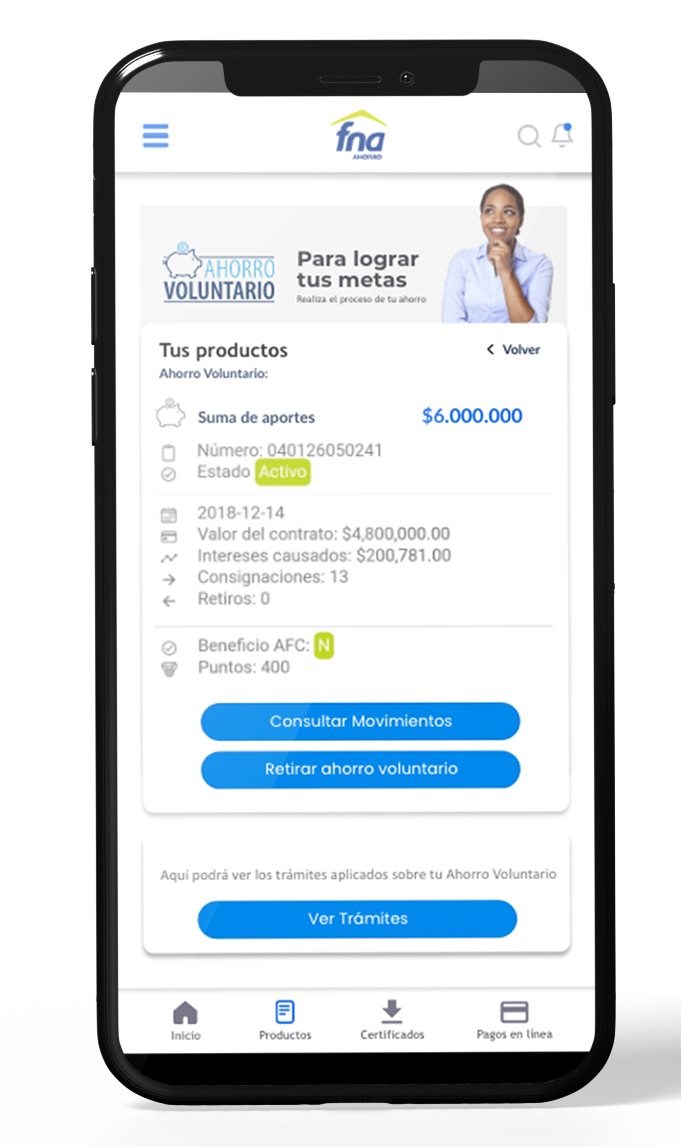 fna
AHORRO
AHORRO
VOLUNTARIO
Para lograr
tus metas
Realiza el proceso de tu ahorro
Tus productos
Volver
Ahorro Voluntario:
Suma de aportes
$6.000.000
Número: 040126050241
Estado Activo
2018-12-14
Valor del contrato: $4,800,000.00
Intereses causados: $200,781.00
Consignaciones: 13
Retiros: 0
Beneficio AFC: N
Puntos: 400
Consultar Movimientos
Retirar ahorro voluntario
Aquí podrá ver los trámites aplicados sobre tu Ahorro Voluntario
Ver Trámites
Inicio
Productos
Certificados
Pagos en línea